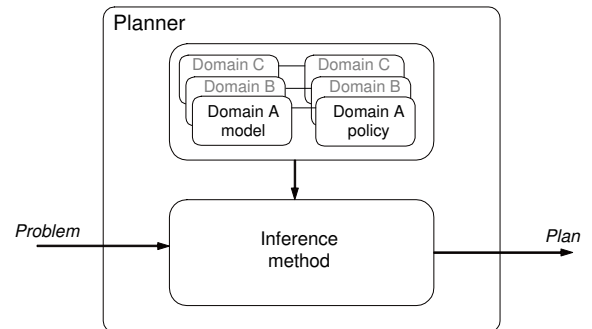 Planner
Domain C Domain C
Domain B Domain B
Domain A Domain A
model policy
Problem
Inference
method
Plan